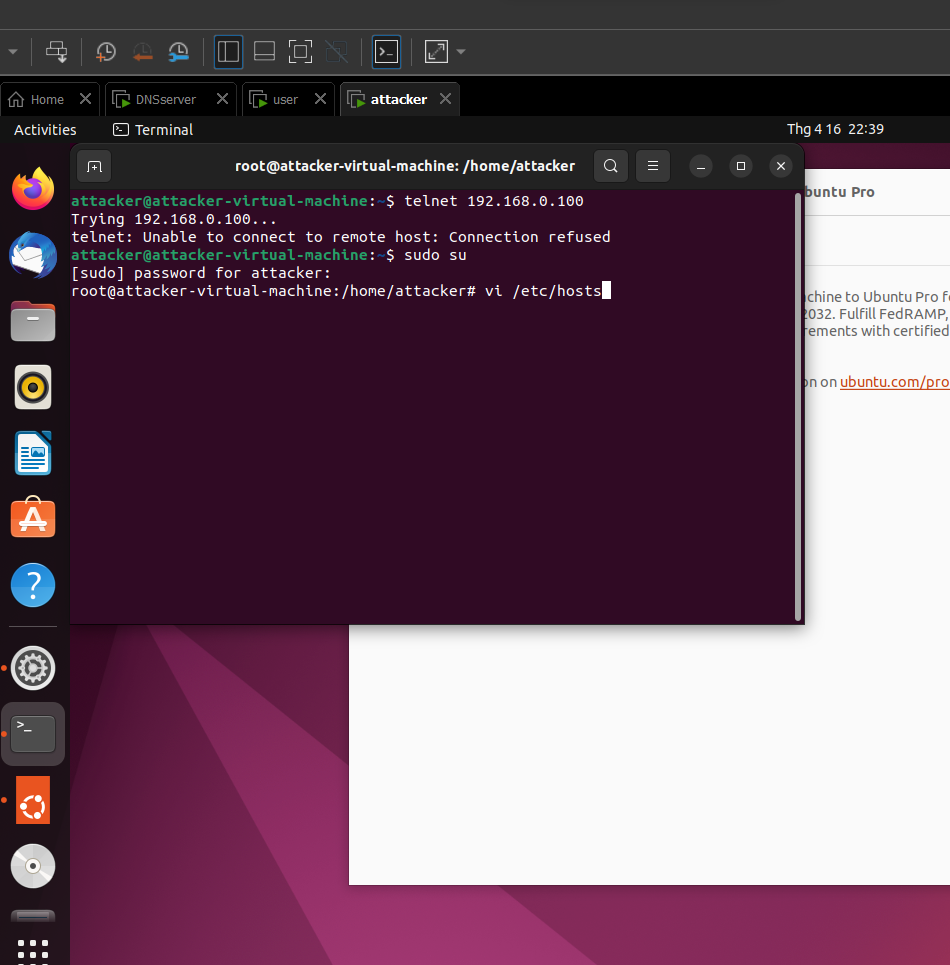 Home
DNSserver
user
attacker
Activities
Terminal
Thg 4 16 22:39
root@attacker-virtual-machine: /home/attacker
attacker@attacker-virtual-machine:~$ telnet 192.168.0.100
Trying 192.168.0.100...
telnet: Unable to connect to remote host: Connection refused
attacker@attacker-virtual-machine:~$ sudo su
[sudo] password for attacker:
root@attacker-virtual-machine:/home/attacker# vi /etc/hosts
buntu Pro
achine to Ubuntu Pro f
2032. Fulfill FedRAMP,
rements with certified
on on ubuntu.com/pro